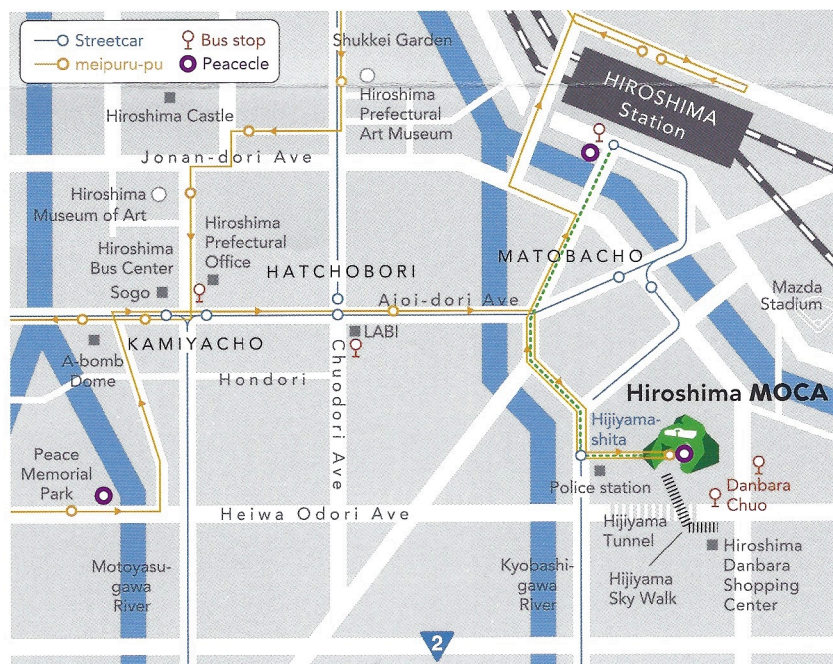 Streetcar
Bus stop
meipuru-pu
Peacecle
Shukkei Garden
Hiroshima Castle
Hiroshima
Prefectural
Art Museum
HIROSHIMA
Station
Jonan-dori Ave
Hiroshima
Museum of Art
Hiroshima
Prefectural
Office
Hiroshima
Bus Center
Sogo
HATCHOBORI
MATOBACHO
Aioi-dori Ave
Mazda
Stadium
KAMIYACHO
LABI
A-bomb
Dome
Hondori
Chuodori Ave
Hiroshima MOCA
Hijiyama-
shita
Peace
Memorial
Park
Police station
Danbara
Chuo
Heiwa Odori Ave
Hijiyama
Tunnel
Hiroshima
Danbara
Shopping
Center
Motoyasu-
gawa
River
Kyobashi-
gawa
River
Hijiyama
Sky Walk
2